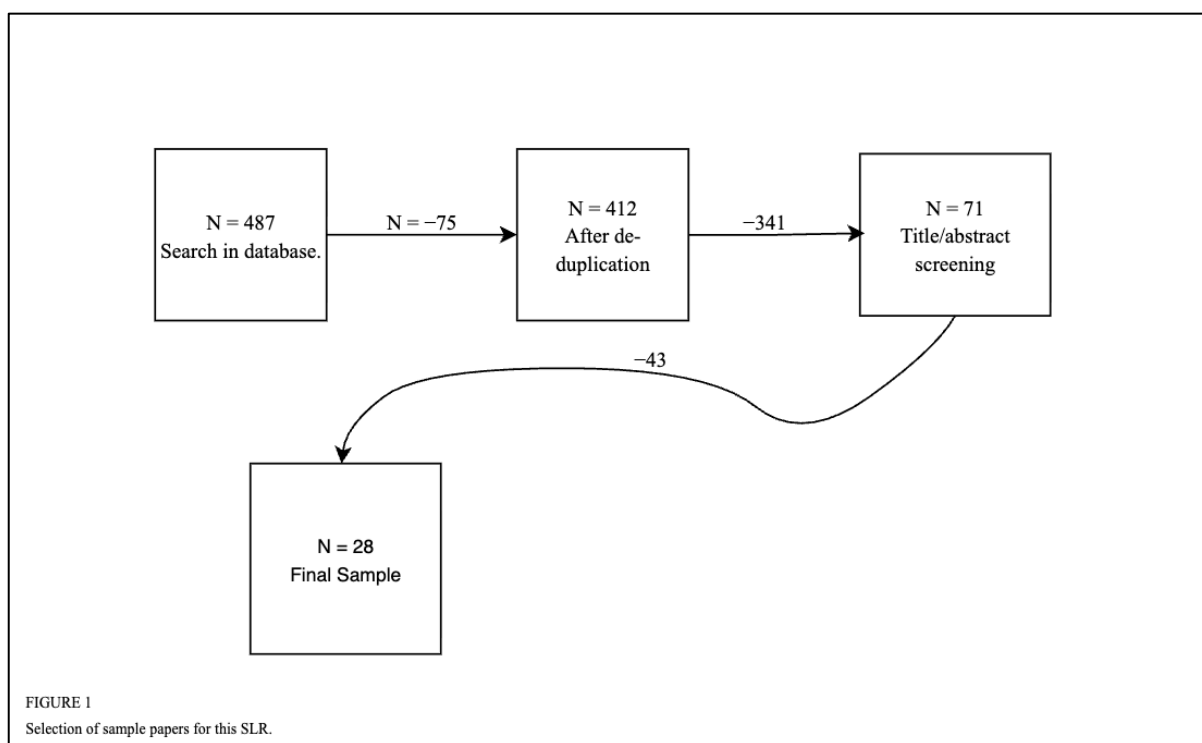 N = 487
Search in database.
N = −75
N = 412
After de-
duplication
−341
N = 71
Title/abstract
screening
−43
N = 28
Final Sample
FIGURE 1
Selection of sample papers for this SLR.